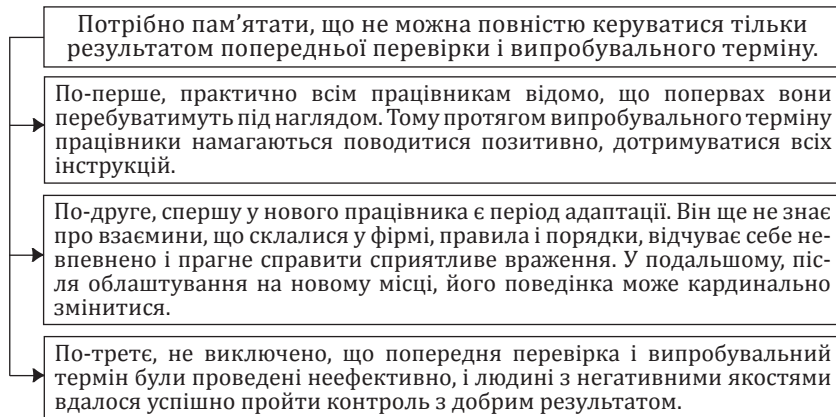 Потрібно пам’ятати, що не можна повністю керуватися тільки
результатом попередньої перевірки і випробувального терміну.
По-перше, практично всім працівникам відомо, що попервах вони
перебуватимуть під наглядом. Тому протягом випробувального терміну
працівники намагаються поводитися позитивно, дотримуватися всіх
інструкцій.
По-друге, спершу у нового працівника є період адаптації. Він ще не знає
про взаємини, що склалися у фірмі, правила і порядки, відчуває себе не-
впевнено і прагне справити сприятливе враження. У подальшому, піс-
ля облаштування на новому місці, його поведінка може кардинально
змінитися.
По-третє, не виключено, що попередня перевірка і випробувальний
термін були проведені неефективно, і людині з негативними якостями
вдалося успішно пройти контроль з добрим результатом.